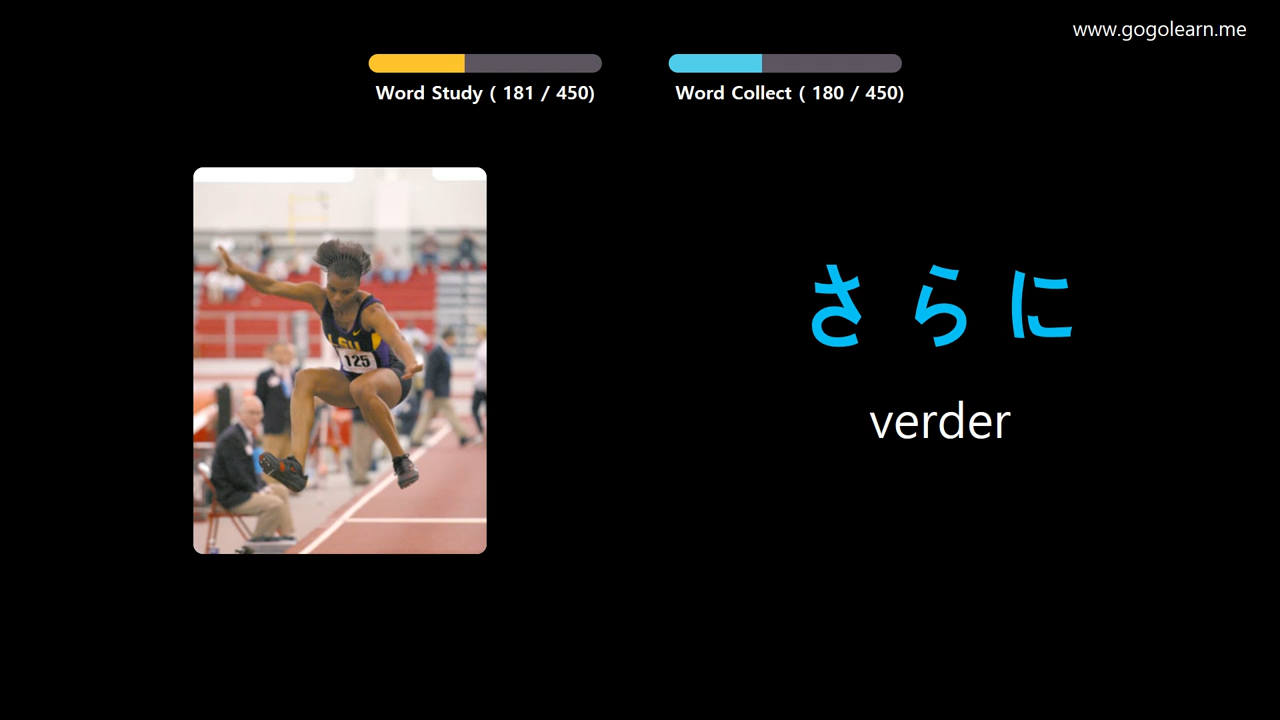 www.gogolearn.me
Word Study ( 181 / 450)
Word Collect ( 180 / 450)
LSU
125
さらに
verder